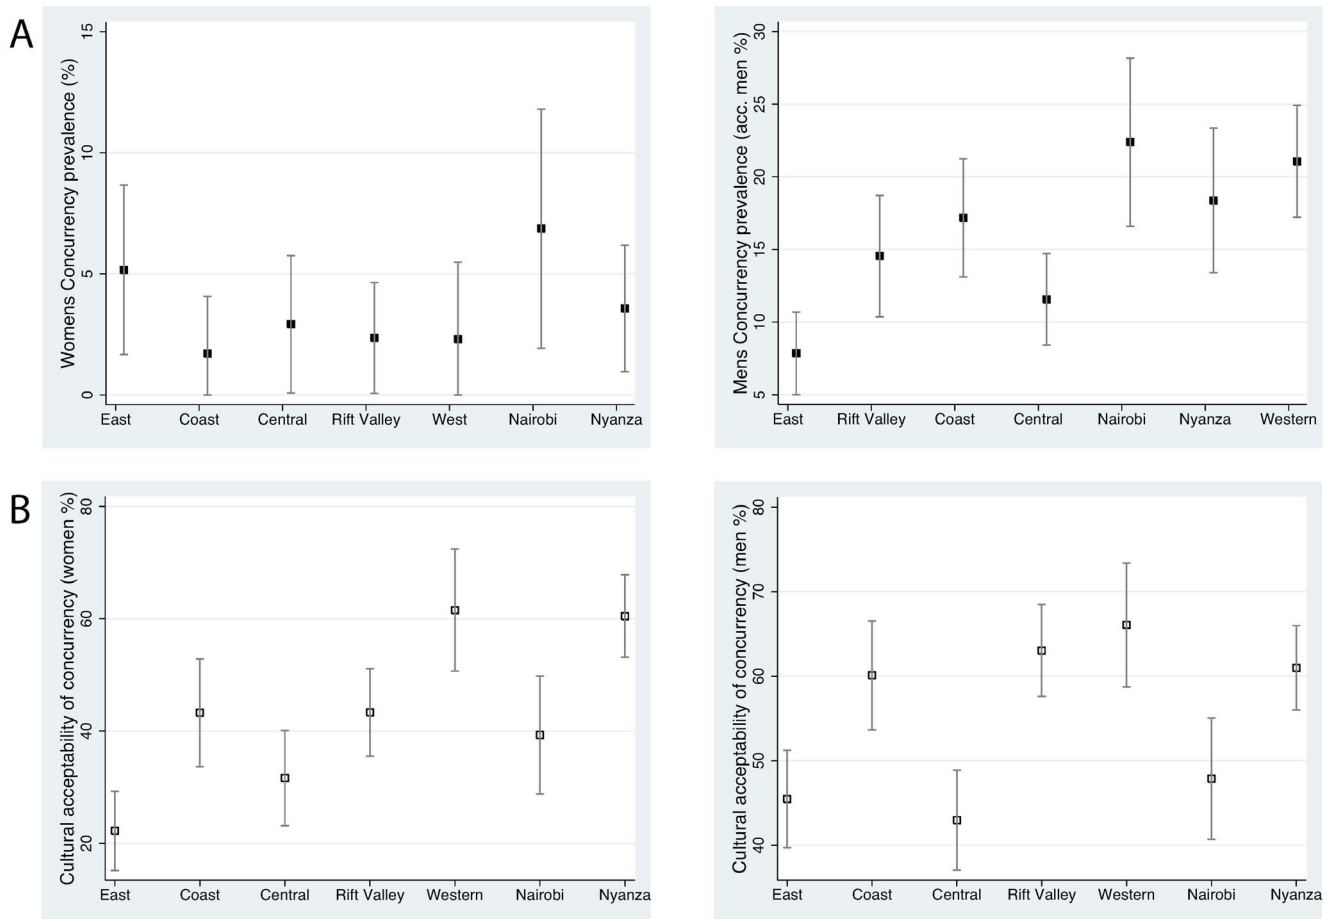 A
Womens Concurrency prevalence (%)
15
10
5
0
East Coast Central Rift Valley West Nairobi Nyanza
Mens Concurrency prevalence (acc. men %)
30
25
20
15
10
5
East Rift Valley Coast Central Nairobi Nyanza Western
B
Cultural acceptability of concurrency (women %)
80
60
40
20
East Coast Central Rift Valley Western Nairobi Nyanza
Cultural acceptability of concurrency (men %)
80
70
60
50
40
East Coast Central Rift Valley Western Nairobi Nyanza